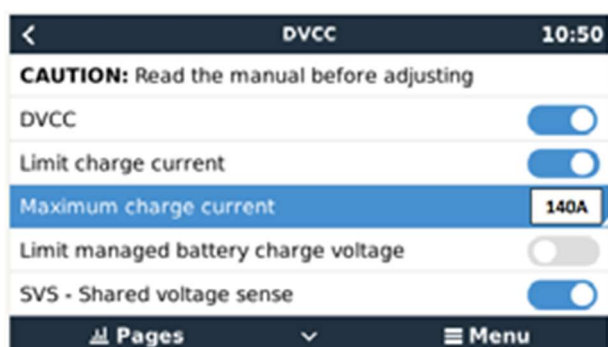 DVCC 10:50
CAUTION: Read the manual before adjusting
DVCC
Limit charge current
Maximum charge current 140A
Limit managed battery charge voltage
SVS - Shared voltage sense
Pages Menu